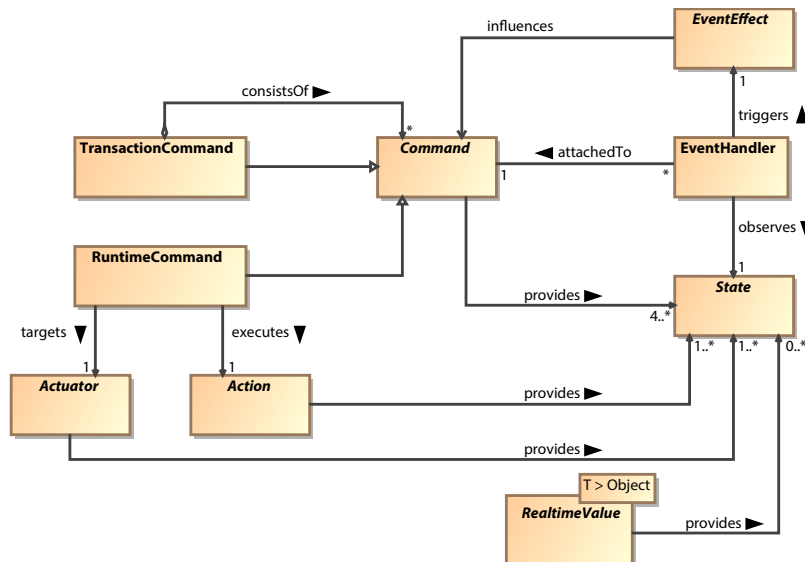 EventEffect
influences
1
consistsOf ►
triggers ▲
*
TransactionCommand
Command
EventHandler
◄ attachedTo
1
*
observes ▼
RuntimeCommand
1
State
provides ►
4..*
targets ▼
executes ▼
1..*
1..*
0..*
1
1
Actuator
Action
provides ►
provides ►
T > Object
RealtimeValue
provides ►